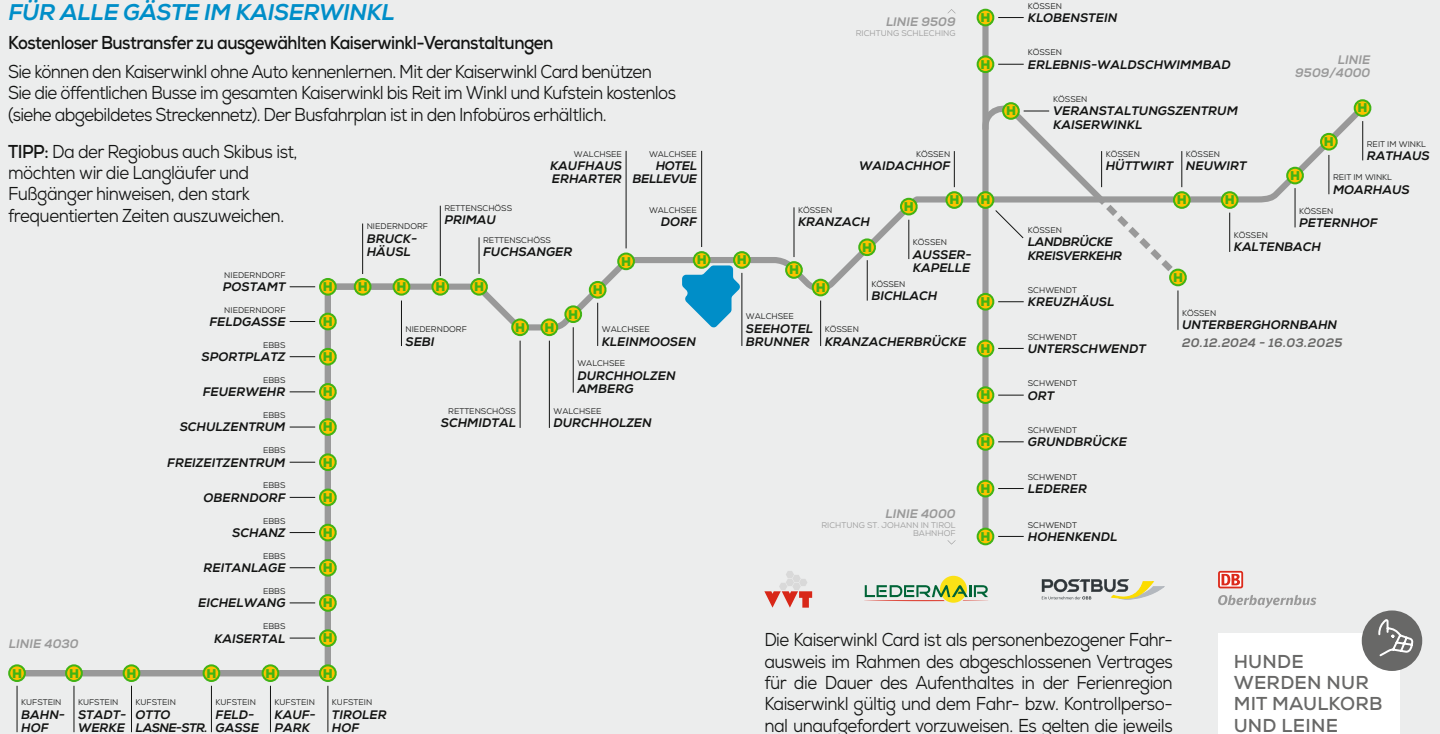 FÜR ALLE GÄSTE IM KAISERWINKL
Kostenloser Bustransfer zu ausgewählten Kaiserwinkl-Veranstaltungen
Sie können den Kaiserwinkl ohne Auto kennenlernen. Mit der Kaiserwinkl Card benützen
Sie die öffentlichen Busse im gesamten Kaiserwinkl bis Reit im Winkl und Kufstein kostenlos
(siehe abgebildetes Streckennetz). Der Busfahrplan ist in den Infobüros erhältlich.
TIPP: Da der Regiobus auch Skibus ist,
möchten wir die Langläufer und
Fußgänger hinweisen, den stark
frequentierten Zeiten auszuweichen.
LINIE 4030
KUFSTEIN
BAHN-
HOF
KUFSTEIN
STADT-
WERKE
KUFSTEIN
OTTO
LASNE-STR.
KUFSTEIN
FELD-
GASSE
KUFSTEIN
KAUF-
PARK
KUFSTEIN
TIROLER
HOF
EBBS
KAISERTAL
EBBS
EICHELWANG
EBBS
REITANLAGE
EBBS
SCHANZ
EBBS
OBERNDORF
EBBS
FREIZEITZENTRUM
EBBS
SCHULZENTRUM
EBBS
FEUERWEHR
EBBS
SPORTPLATZ
NIEDERNDORF
FELDGASSE
NIEDERNDORF
POSTAMT
NIEDERNDORF
BRUCK-
HÄUSL
NIEDERNDORF
SEBI
RETTENSCHÖSS
PRIMAU
RETTENSCHÖSS
FUCHSANGER
RETTENSCHÖSS
SCHMIDTAL
WALCHSEE
DURCHHOLZEN
WALCHSEE
DURCHHOLZEN
AMBERG
WALCHSEE
KLEINMOOSEN
WALCHSEE
KAUFHAUS
ERHARTER
WALCHSEE
HOTEL
BELLEVUE
WALCHSEE
DORF
WALCHSEE
SEEHOTEL
BRUNNER
KÖSSEN
KRANZACH
KÖSSEN
KRANZACHERBRÜCKE
KÖSSEN
BICHLACH
KÖSSEN
AUSSER-
KAPELLE
KÖSSEN
WAIDACHHOF
KÖSSEN
LANDBRÜCKE
KREISVERKEHR
KÖSSEN
HÜTTWIRT
KÖSSEN
NEUWIRT
KÖSSEN
KALTENBACH
KÖSSEN
PETERNHOF
REIT IM WINKL
MOARHAUS
REIT IM WINKL
RATHAUS
LINIE
9509/4000
LINIE 9509
RICHTUNG SCHLECHING
KÖSSEN
KLOBENSTEIN
KÖSSEN
ERLEBNIS-WALDSCHWIMMBAD
KÖSSEN
VERANSTALTUNGSZENTRUM
KAISERWINKL
KÖSSEN
UNTERBERGHORNBAHN
20.12.2024 - 16.03.2025
SCHWENDT
KREUZHÄUSL
SCHWENDT
UNTERSCHWENDT
SCHWENDT
ORT
SCHWENDT
GRUNDBRÜCKE
SCHWENDT
LEDERER
SCHWENDT
HOHENKENDL
LINIE 4000
RICHTUNG ST. JOHANN IN TIROL
BAHNHOF
VVT
LEDERMAIR
POSTBUS
Ein Unternehmen der ÖBB
DB
Oberbayernbus
Die Kaiserwinkl Card ist als personenbezogener Fahr-
ausweis im Rahmen des abgeschlossenen Vertrages
für die Dauer des Aufenthaltes in der Ferienregion
Kaiserwinkl gültig und dem Fahr- bzw. Kontrollperso-
nal unaufgefordert vorzuweisen. Es gelten die jeweils
HUNDE
WERDEN NUR
MIT MAULKORB
UND LEINE